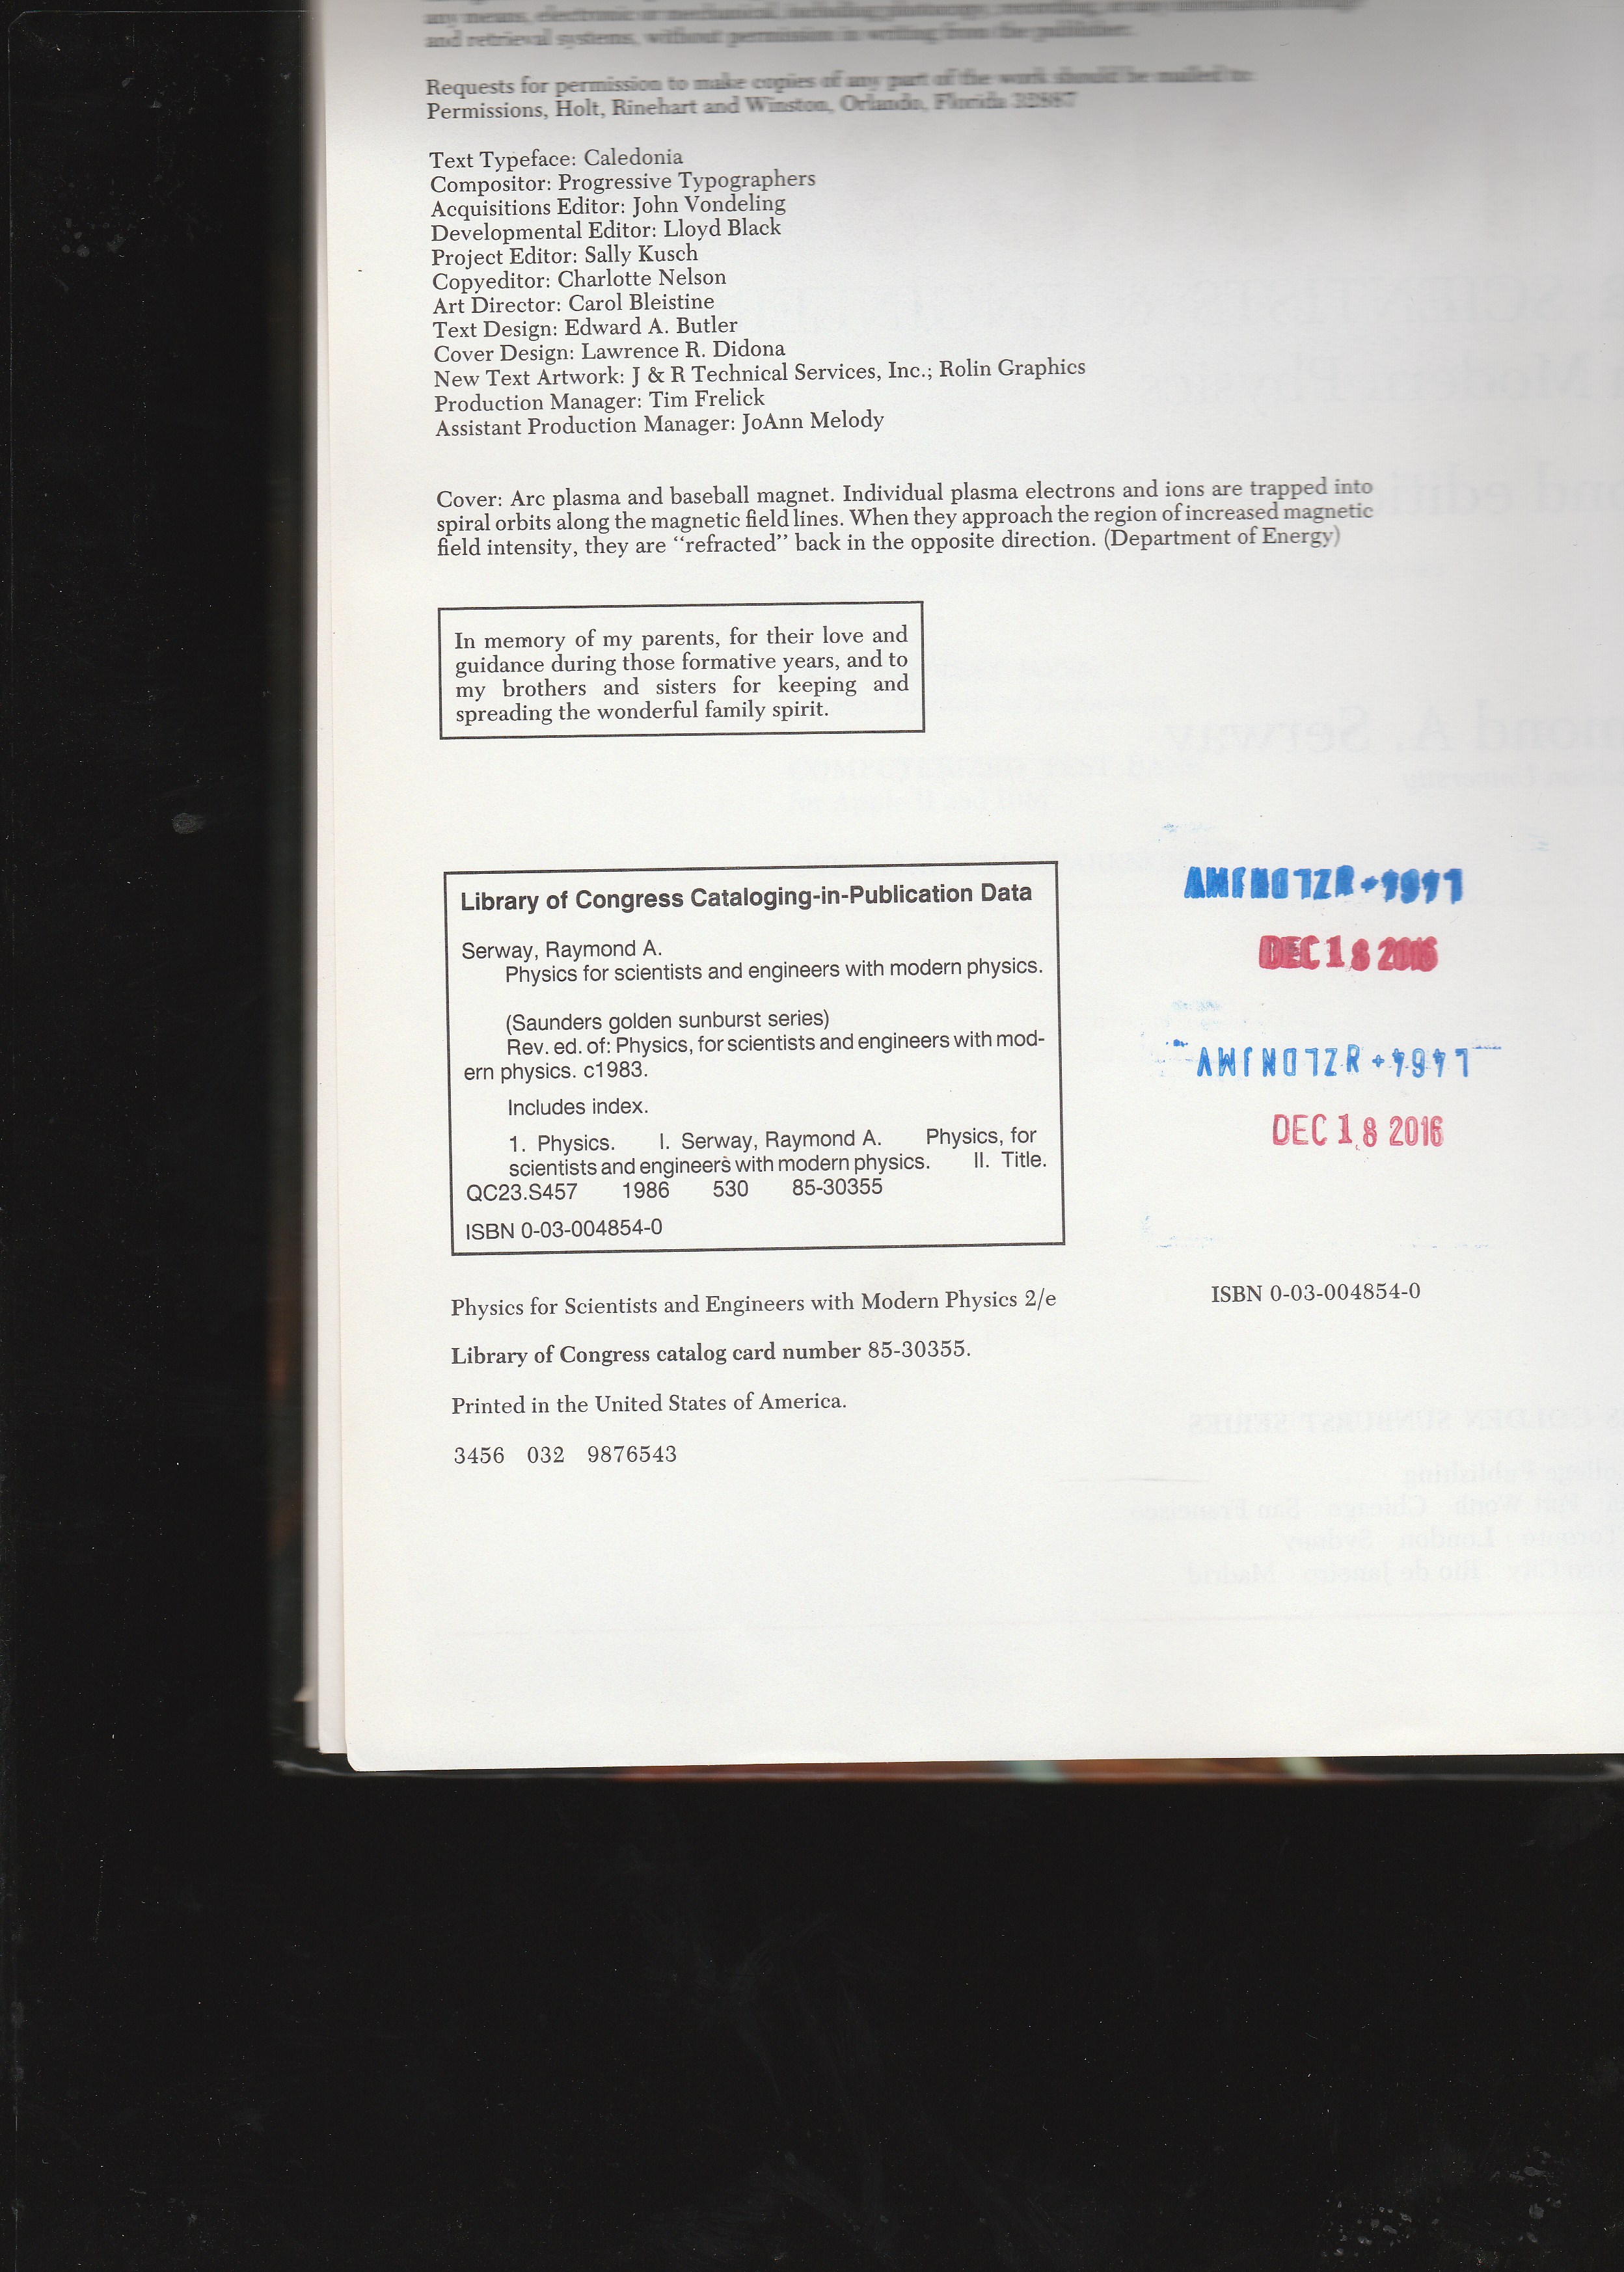 any means, electronic or mechanical, including photocopy, recording, or any information storage
and retrieval systems, without permission in writing from the publisher.
Requests for permission to make copies of any part of the work should be mailed to:
Permissions, Holt, Rinehart and Winston, Orlando, Florida 32887
Text Typeface: Caledonia
Compositor: Progressive Typographers
Acquisitions Editor: John Vondeling
Developmental Editor: Lloyd Black
Project Editor: Sally Kusch
Copyeditor: Charlotte Nelson
Art Director: Carol Bleistine
Text Design: Edward A. Butler
Cover Design: Lawrence R. Didona
New Text Artwork: J & R Technical Services, Inc.; Rolin Graphics
Production Manager: Tim Frelick
Assistant Production Manager: JoAnn Melody
Cover: Arc plasma and baseball magnet. Individual plasma electrons and ions are trapped into
spiral orbits along the magnetic field lines. When they approach the region of increased magnetic
field intensity, they are “refracted” back in the opposite direction. (Department of Energy)
In memory of my parents, for their love and
guidance during those formative years, and to
my brothers and sisters for keeping and
spreading the wonderful family spirit.
Library of Congress Cataloging-in-Publication Data
Serway, Raymond A.
Physics for scientists and engineers with modern physics.
(Saunders golden sunburst series)
Rev. ed. of: Physics, for scientists and engineers with mod-
ern physics. c1983.
Includes index.
1. Physics. I. Serway, Raymond A. Physics, for
scientists and engineers with modern physics. II. Title.
QC23.S457 1986 530 85-30355
ISBN 0-03-004854-0
DEC 18 2016
DEC 18 2016
Physics for Scientists and Engineers with Modern Physics 2/e ISBN 0-03-004854-0
Library of Congress catalog card number 85-30355.
Printed in the United States of America.
3456 032 9876543